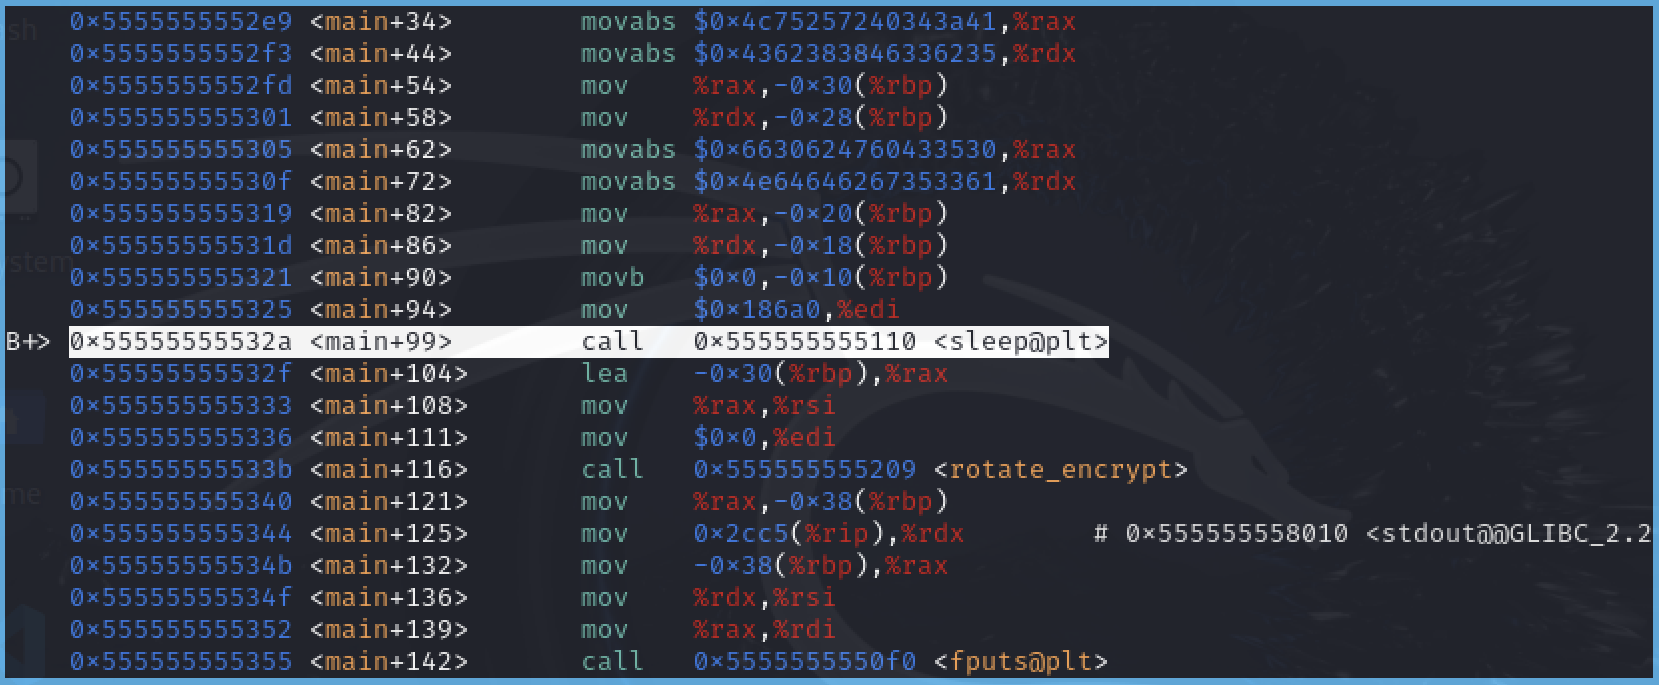 0x5555555552e9 <main+34> movabs $0x4c75257240343a41,%rax
0x5555555552f3 <main+44> movabs $0x4362383846336235,%rdx
0x5555555552fd <main+54> mov %rax,-0x30(%rbp)
0x555555555301 <main+58> mov %rdx,-0x28(%rbp)
0x555555555305 <main+62> movabs $0x6630624760433530,%rax
0x55555555530f <main+72> movabs $0x4e64646267353361,%rdx
0x555555555319 <main+82> mov %rax,-0x20(%rbp)
0x55555555531d <main+86> mov %rdx,-0x18(%rbp)
0x555555555321 <main+90> movb $0x0,-0x10(%rbp)
0x555555555325 <main+94> mov $0x186a0,%edi
B+> 0x55555555532a <main+99> call 0x555555555110 <sleep@plt>
0x55555555532f <main+104> lea -0x30(%rbp),%rax
0x555555555333 <main+108> mov %rax,%rsi
0x555555555336 <main+111> mov $0x0,%edi
0x55555555533b <main+116> call 0x555555555209 <rotate_encrypt>
0x555555555340 <main+121> mov %rax,-0x38(%rbp)
0x555555555344 <main+125> mov 0x2cc5(%rip),%rdx # 0x555555558010 <stdout@@GLIBC_2.2
0x55555555534b <main+132> mov -0x38(%rbp),%rax
0x55555555534f <main+136> mov %rdx,%rsi
0x555555555352 <main+139> mov %rax,%rdi
0x555555555355 <main+142> call 0x5555555550f0 <fputs@plt>